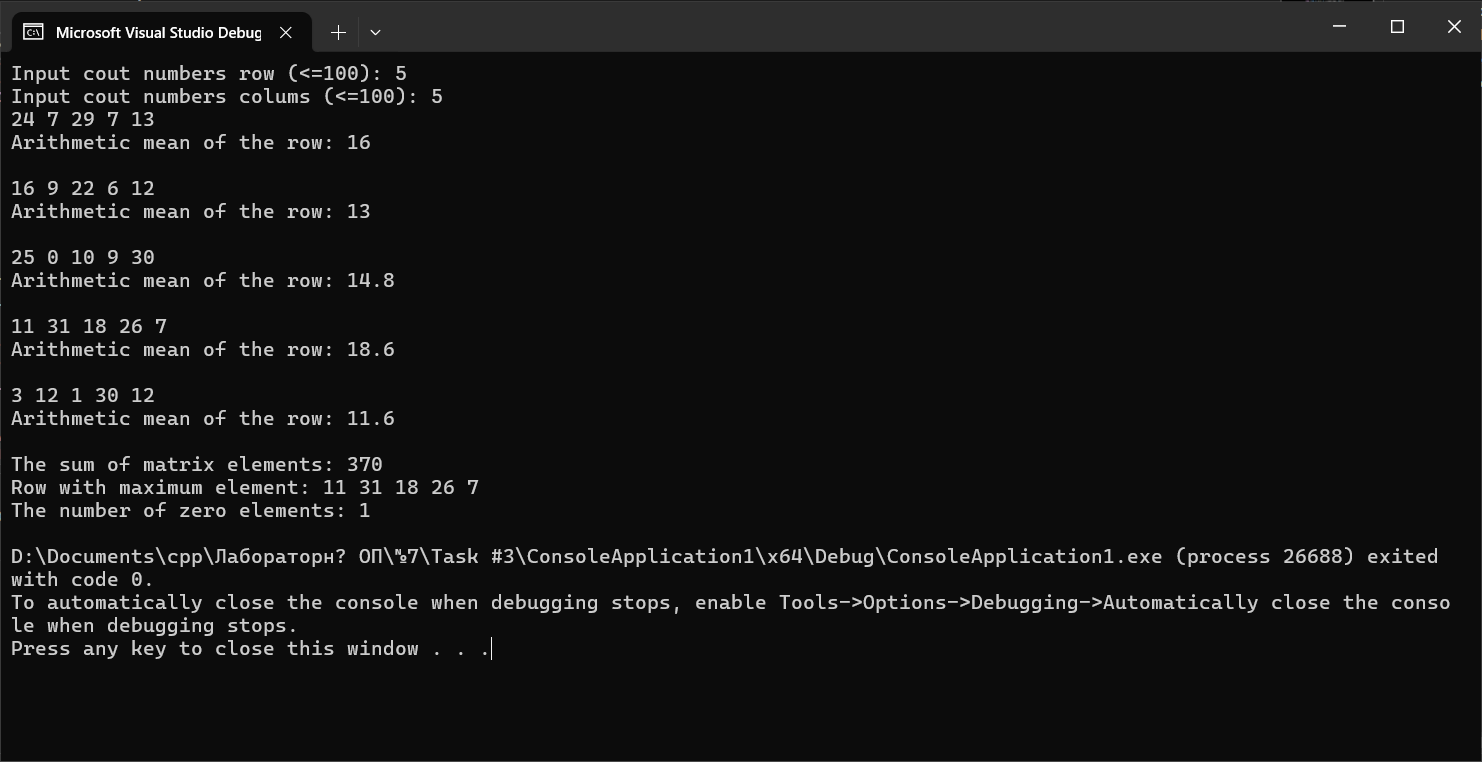 Microsoft Visual Studio Debug
Input cout numbers row (<=100): 5
Input cout numbers colums (<=100): 5
24 7 29 7 13
Arithmetic mean of the row: 16
16 9 22 6 12
Arithmetic mean of the row: 13
25 0 10 9 30
Arithmetic mean of the row: 14.8
11 31 18 26 7
Arithmetic mean of the row: 18.6
3 12 1 30 12
Arithmetic mean of the row: 11.6
The sum of matrix elements: 370
Row with maximum element: 11 31 18 26 7
The number of zero elements: 1
D:\Documents\cpp\Лабораторн? ОП\№7\Task #3\ConsoleApplication1\x64\Debug\ConsoleApplication1.exe (process 26688) exited
with code 0.
To automatically close the console when debugging stops, enable Tools->Options->Debugging->Automatically close the conso
le when debugging stops.
Press any key to close this window . . .